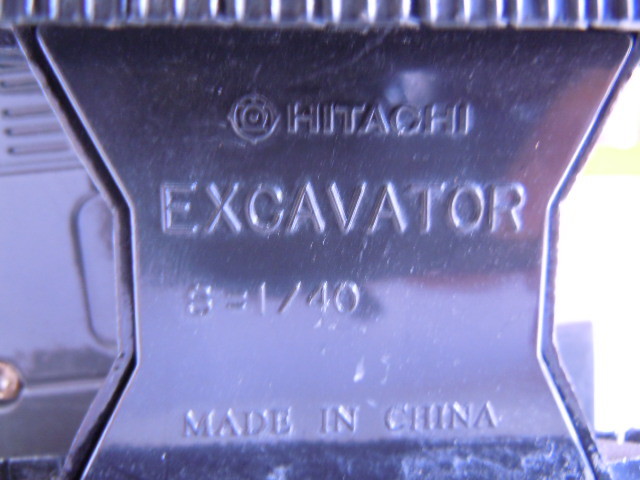 HITACHI
EXCAVATOR
S=1/40
MADE IN CHINA